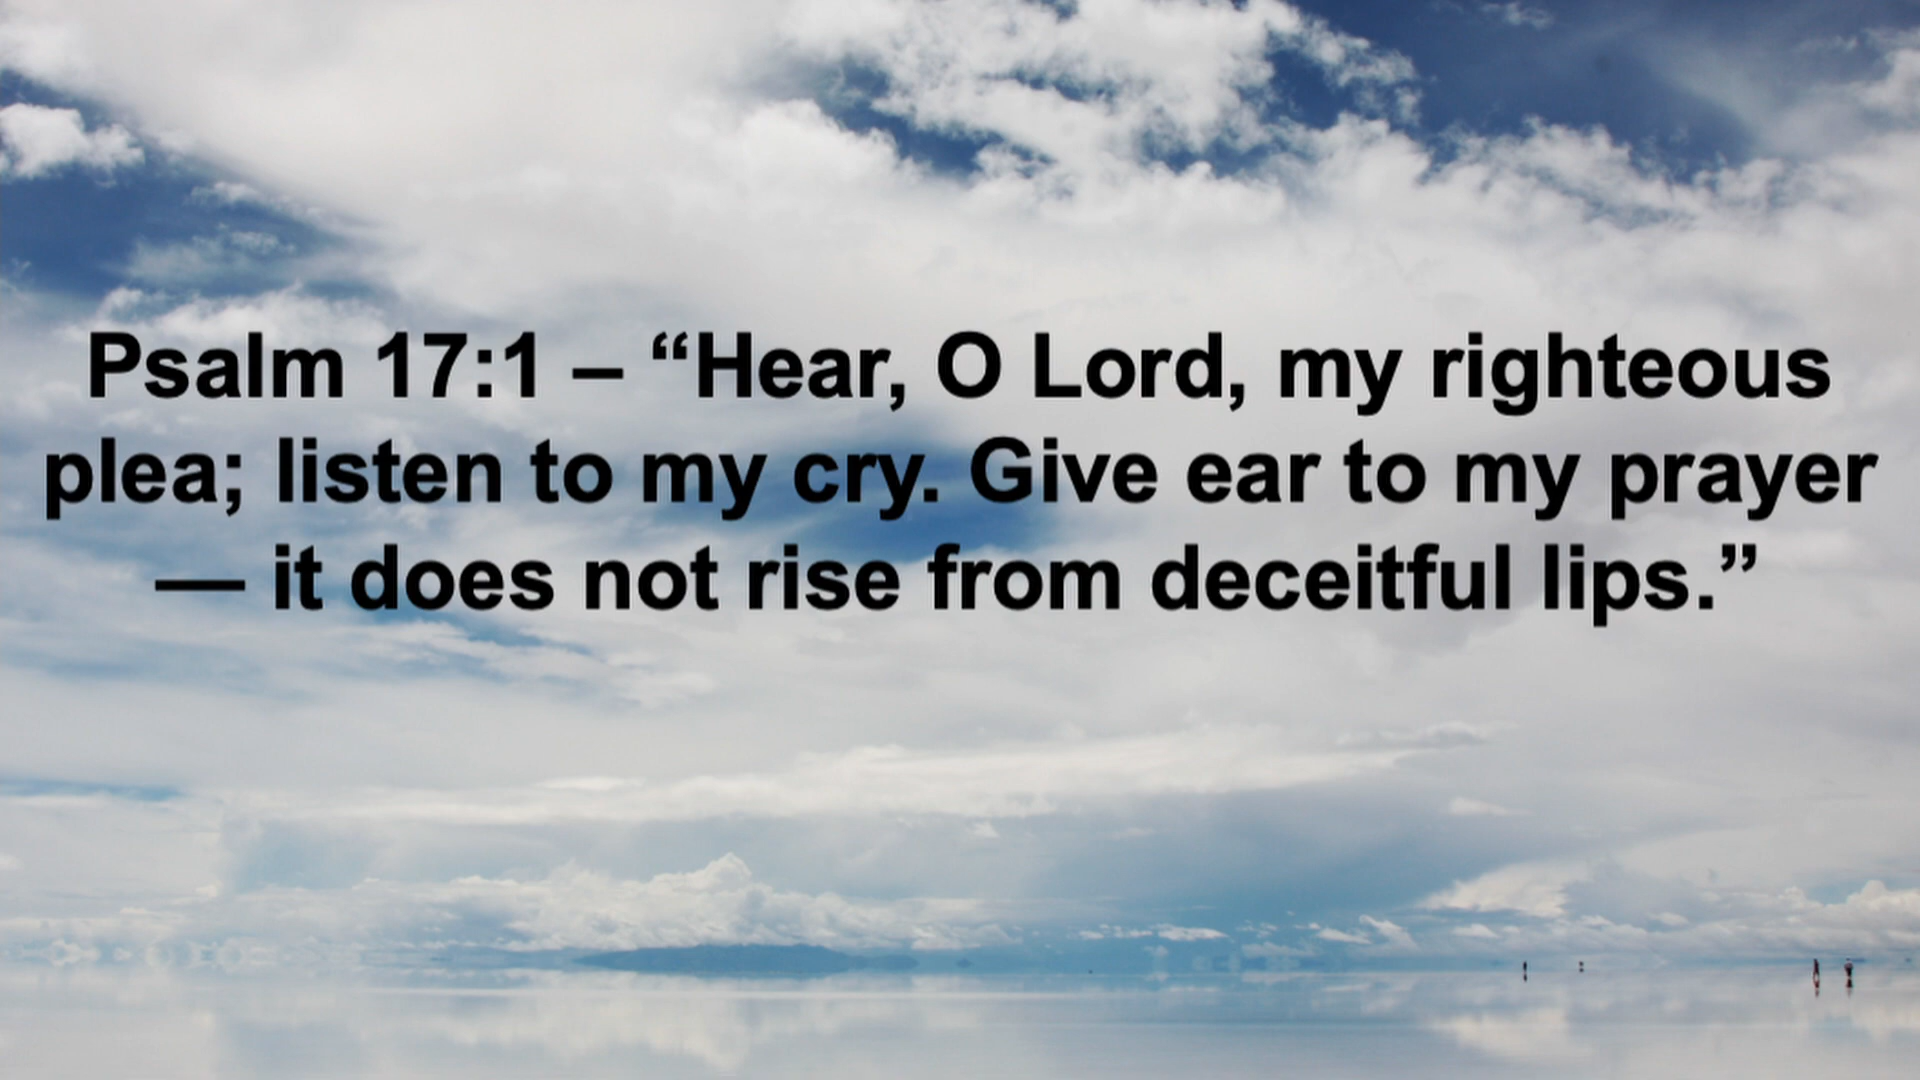 Psalm 17:1 – “Hear, O Lord, my righteous
plea; listen to my cry. Give ear to my prayer
— it does not rise from deceitful lips.”